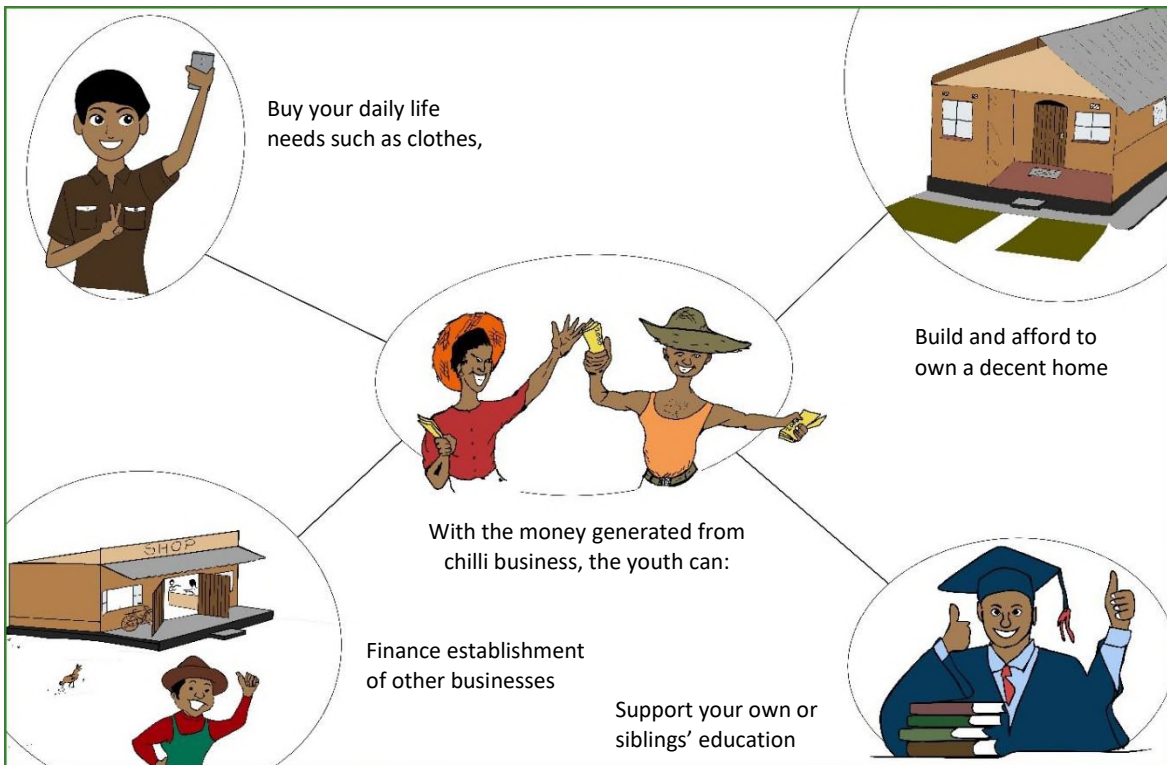 Buy your daily life
needs such as clothes,
Build and afford to
own a decent home
With the money generated from
chilli business, the youth can:
SHOP
Finance establishment
of other businesses
Support your own or
siblings’ education